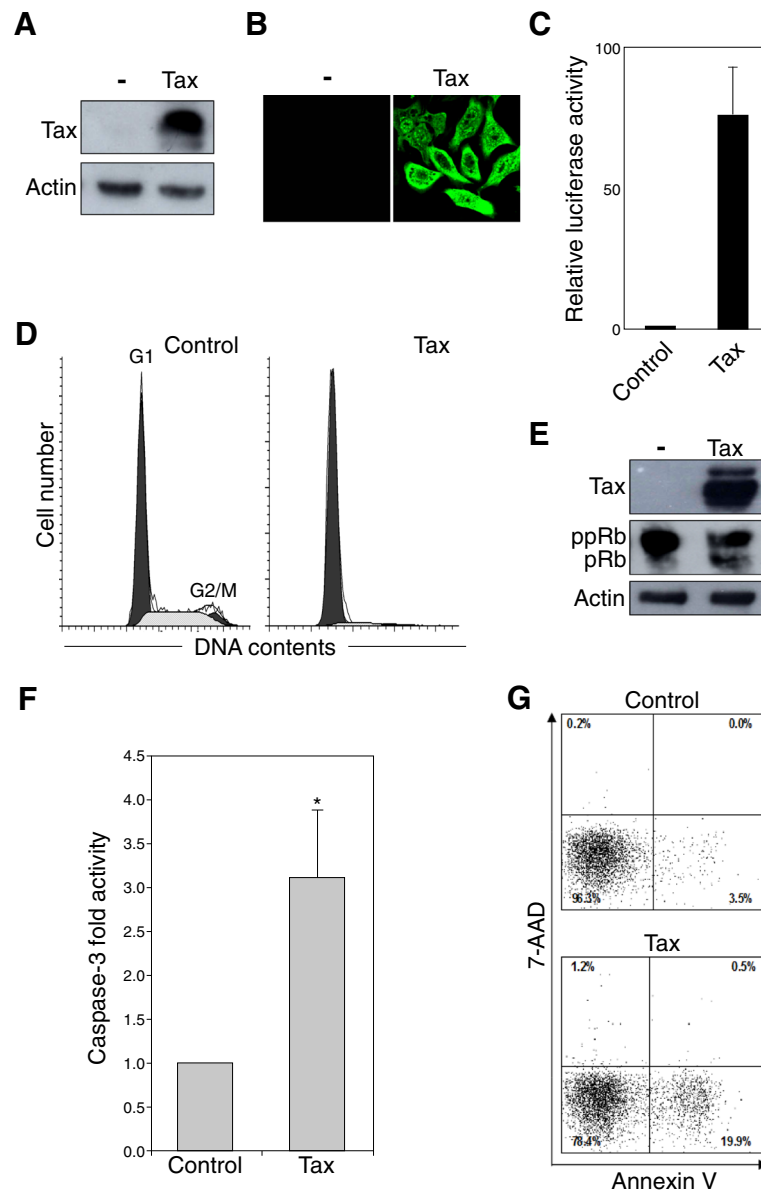 A
- Tax
Tax
Actin
B
- Tax
C
Relative luciferase activity
100
50
0
Control
Tax
D
G1
Control
Tax
Cell number
G2/M
DNA contents
E
- Tax
Tax
ppRb
pRb
Actin
F
Caspase-3 fold activity
4.5
4.0
3.5
3.0
2.5
2.0
1.5
1.0
0.5
0.0
*
Control
Tax
G
Control
0.2% 0.0%
96.3% 3.5%
7-AAD
Tax
1.2% 0.5%
78.4% 19.9%
Annexin V